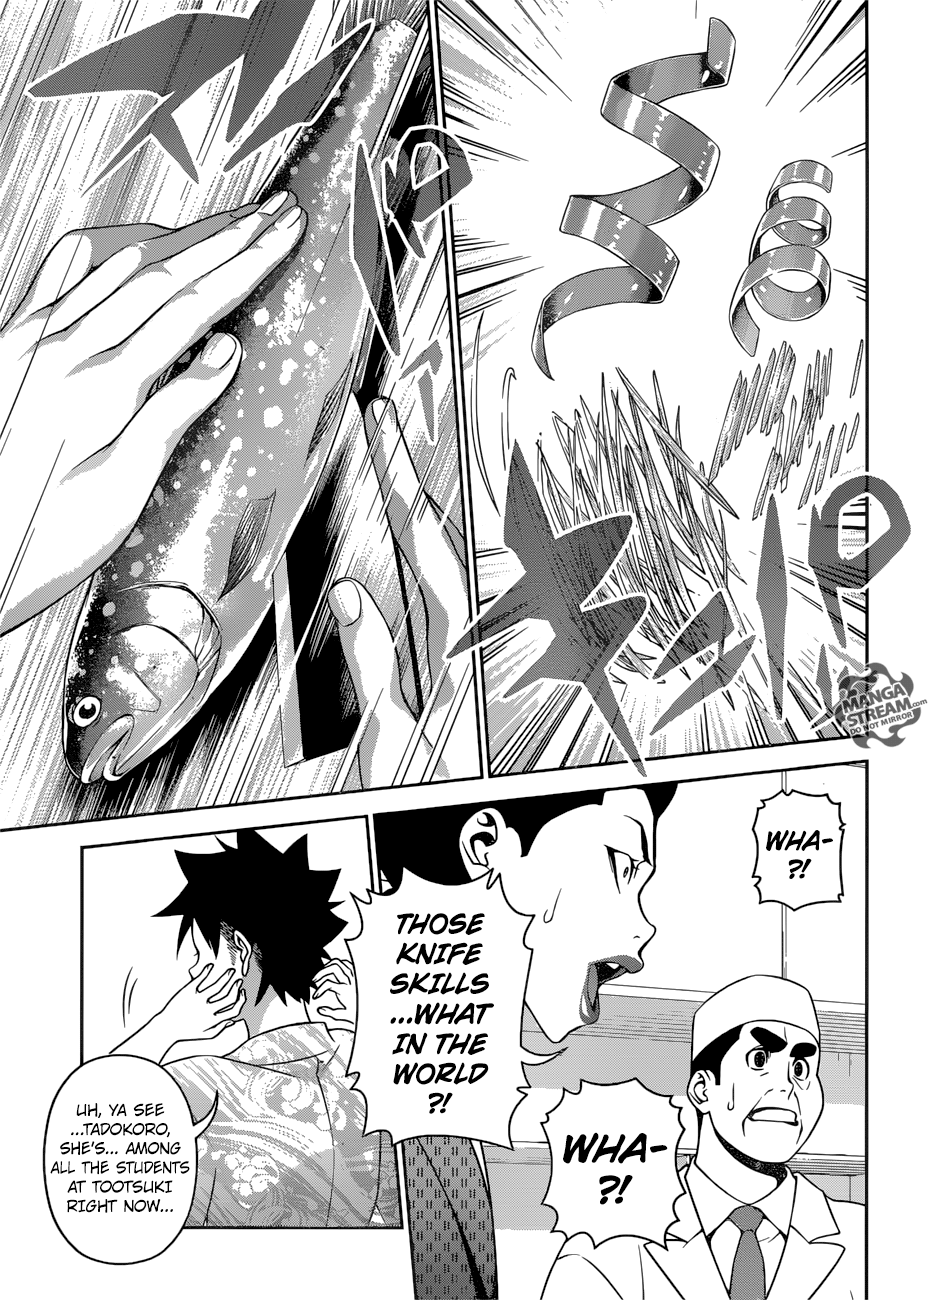 MANGA
STREAM.com
DO NOT MIRROR!
WHA-
?!
THOSE
KNIFE
SKILLS
...WHAT
IN THE
WORLD
?!
WHA-
?!
UH, YA SEE
...TADOKORO,
SHE'S... AMONG
ALL THE STUDENTS
AT TOOTSUKI
RIGHT NOW...